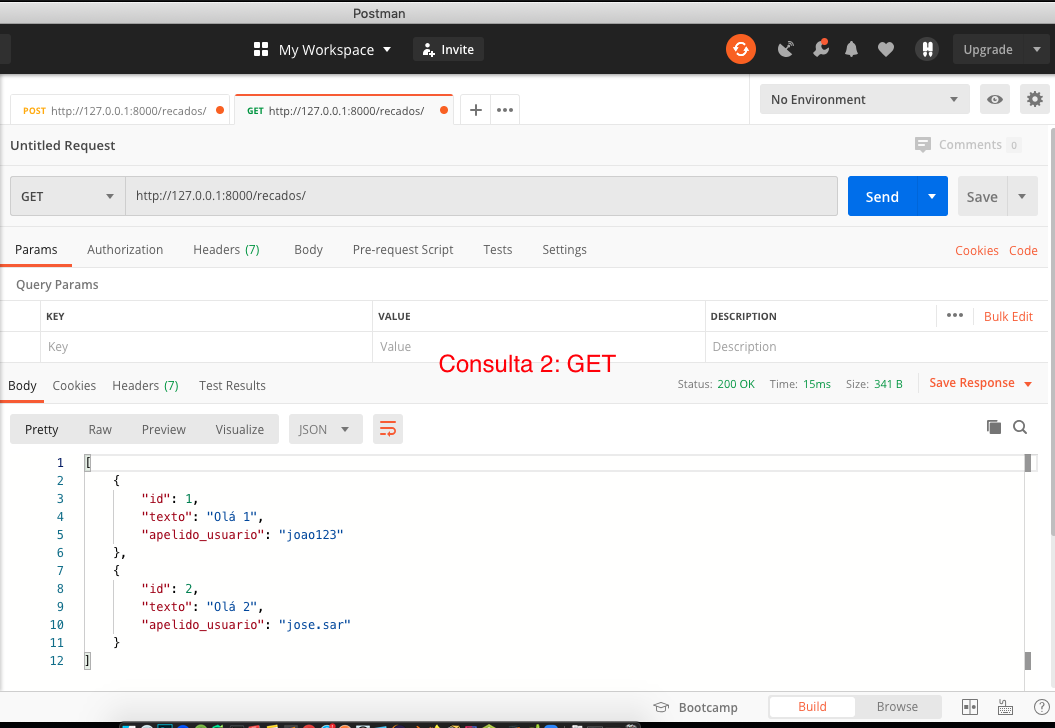 Postman
My Workspace Invite Upgrade
POST http://127.0.0.1:8000/recados/ GET http://127.0.0.1:8000/recados/ No Environment
Untitled Request Comments 0
GET http://127.0.0.1:8000/recados/ Send Save
Params Authorization Headers (7) Body Pre-request Script Tests Settings Cookies Code
Query Params
KEY VALUE DESCRIPTION Bulk Edit
Key Value Description
Consulta 2: GET
Body Cookies Headers (7) Test Results Status: 200 OK Time: 15ms Size: 341 B Save Response
Pretty Raw Preview Visualize JSON
1 [
2 {
3 "id": 1,
4 "texto": "Olá 1",
5 "apelido_usuario": "joao123"
6 },
7 {
8 "id": 2,
9 "texto": "Olá 2",
10 "apelido_usuario": "jose.sar"
11 }
12 ]
Bootcamp Build Browse